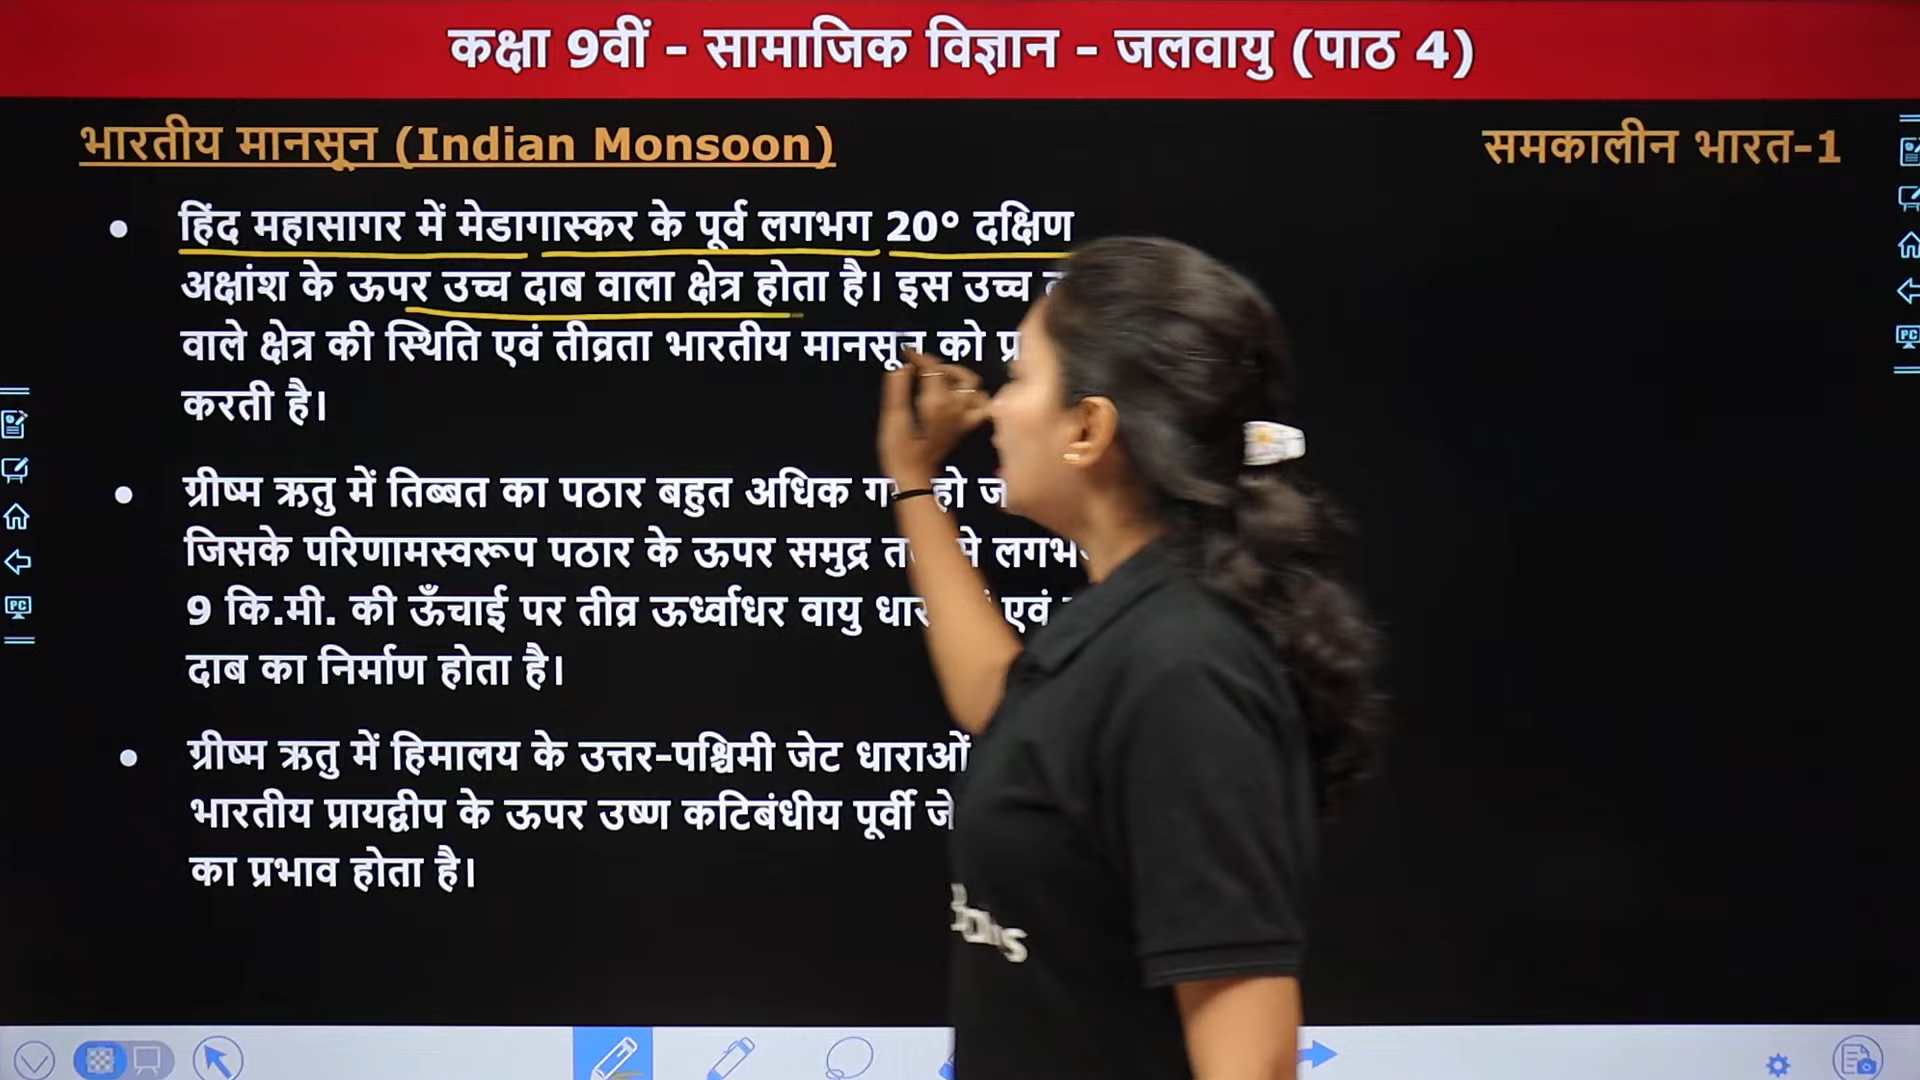 कक्षा 9वीं - सामाजिक विज्ञान - जलवायु (पाठ 4)
भारतीय मानसून (Indian Monsoon)
समकालीन भारत-1
हिंद महासागर में मेडागास्कर के पूर्व लगभग 20° दक्षिण
अक्षांश के ऊपर उच्च दाब वाला क्षेत्र होता है। इस उच्च
वाले क्षेत्र की स्थिति एवं तीव्रता भारतीय मानसून को
करती है।
ग्रीष्म ऋतु में तिब्बत का पठार बहुत अधिक हो
जिसके परिणामस्वरूप पठार के ऊपर समुद्र से
9 कि.मी. की ऊँचाई पर तीव्र ऊर्ध्वाधर वायु एवं
दाब का निर्माण होता है।
ग्रीष्म ऋतु में हिमालय के उत्तर-पश्चिमी जेट धाराओं
भारतीय प्रायद्वीप के ऊपर उष्ण कटिबंधीय पूर्वी
का प्रभाव होता है।
PC
PC